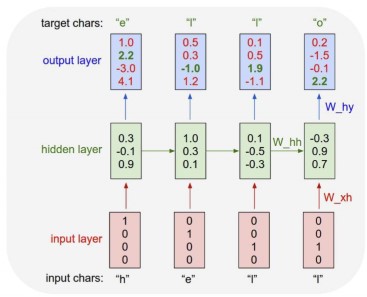 target chars: “e” “l” “l” “o”
output layer
1.0 0.5 0.1 0.2
2.2 0.3 0.5 -1.5
-3.0 -1.0 1.9 -0.1
4.1 1.2 -1.1 2.2
W_hy
hidden layer
0.3 1.0 0.1 -0.3
-0.1 0.3 -0.5 0.9
0.9 0.1 -0.3 0.7
W_hh
W_xh
input layer
1 0 0 0
0 1 0 0
0 0 1 1
0 0 0 0
input chars: “h” “e” “l” “l”